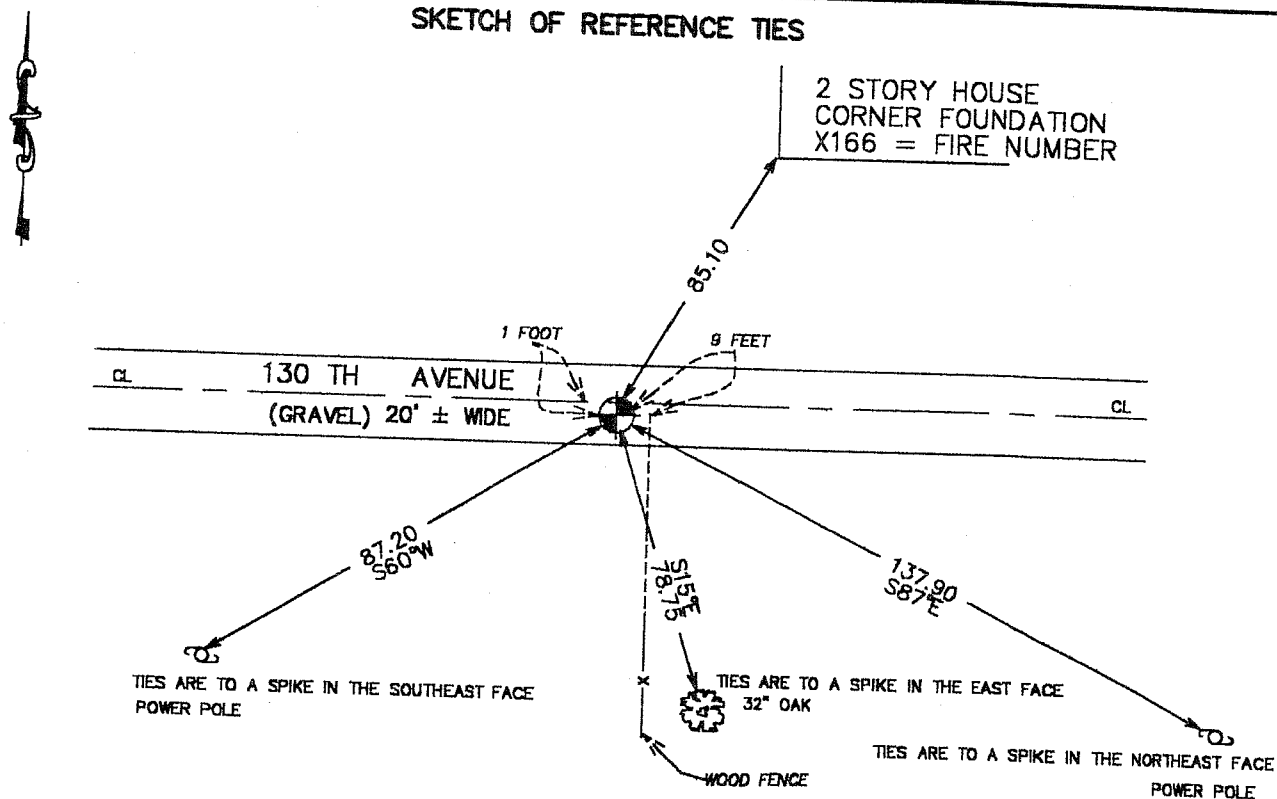 SKETCH OF REFERENCE TIES
2 STORY HOUSE
CORNER FOUNDATION
X166 = FIRE NUMBER
85.10
1 FOOT
9 FEET
CL
130 TH AVENUE
CL
(GRAVEL) 20' ± WIDE
87.20
S60°W
S15°E
78.75
137.90
S87°E
TIES ARE TO A SPIKE IN THE SOUTHEAST FACE
POWER POLE
X
TIES ARE TO A SPIKE IN THE EAST FACE
32" OAK
TIES ARE TO A SPIKE IN THE NORTHEAST FACE
POWER POLE
WOOD FENCE